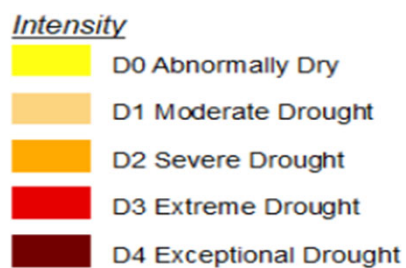 Intensity
D0 Abnormally Dry
D1 Moderate Drought
D2 Severe Drought
D3 Extreme Drought
D4 Exceptional Drought